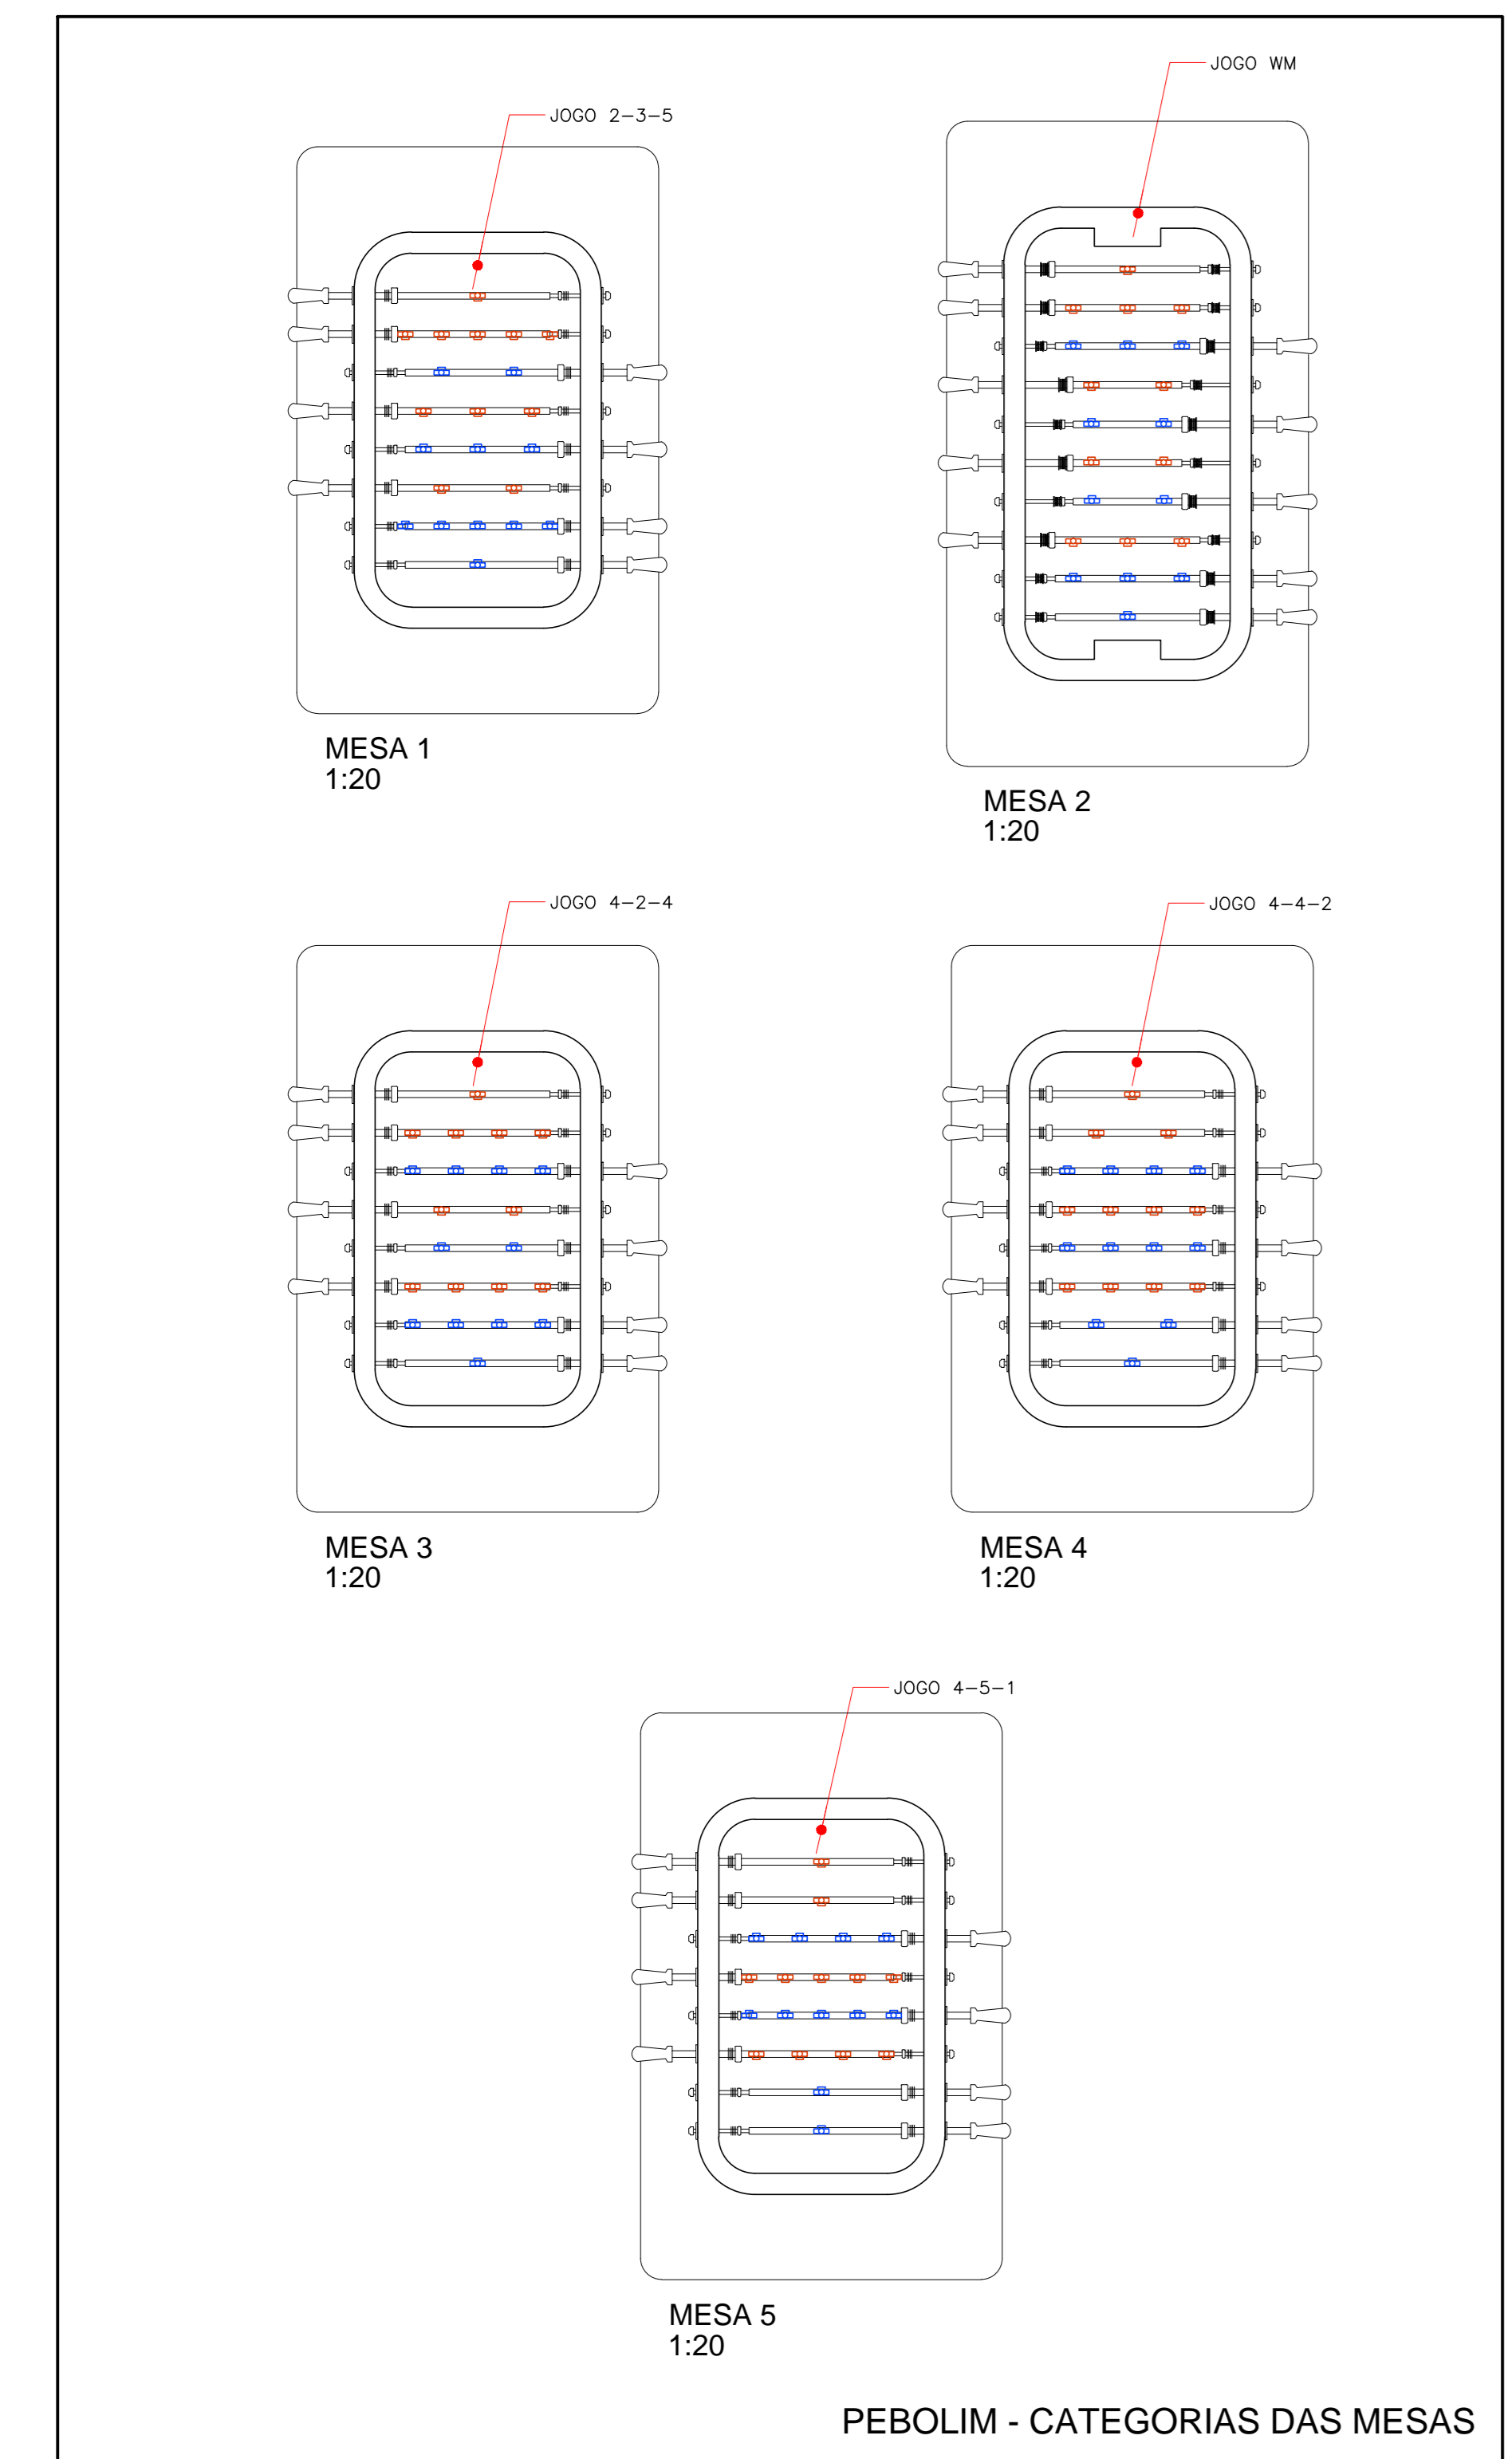 JOGO 2-3-5
MESA 1
1:20
JOGO WM
MESA 2
1:20
JOGO 4-2-4
MESA 3
1:20
JOGO 4-4-2
MESA 4
1:20
JOGO 4-5-1
MESA 5
1:20
PEBOLIM - CATEGORIAS DAS MESAS